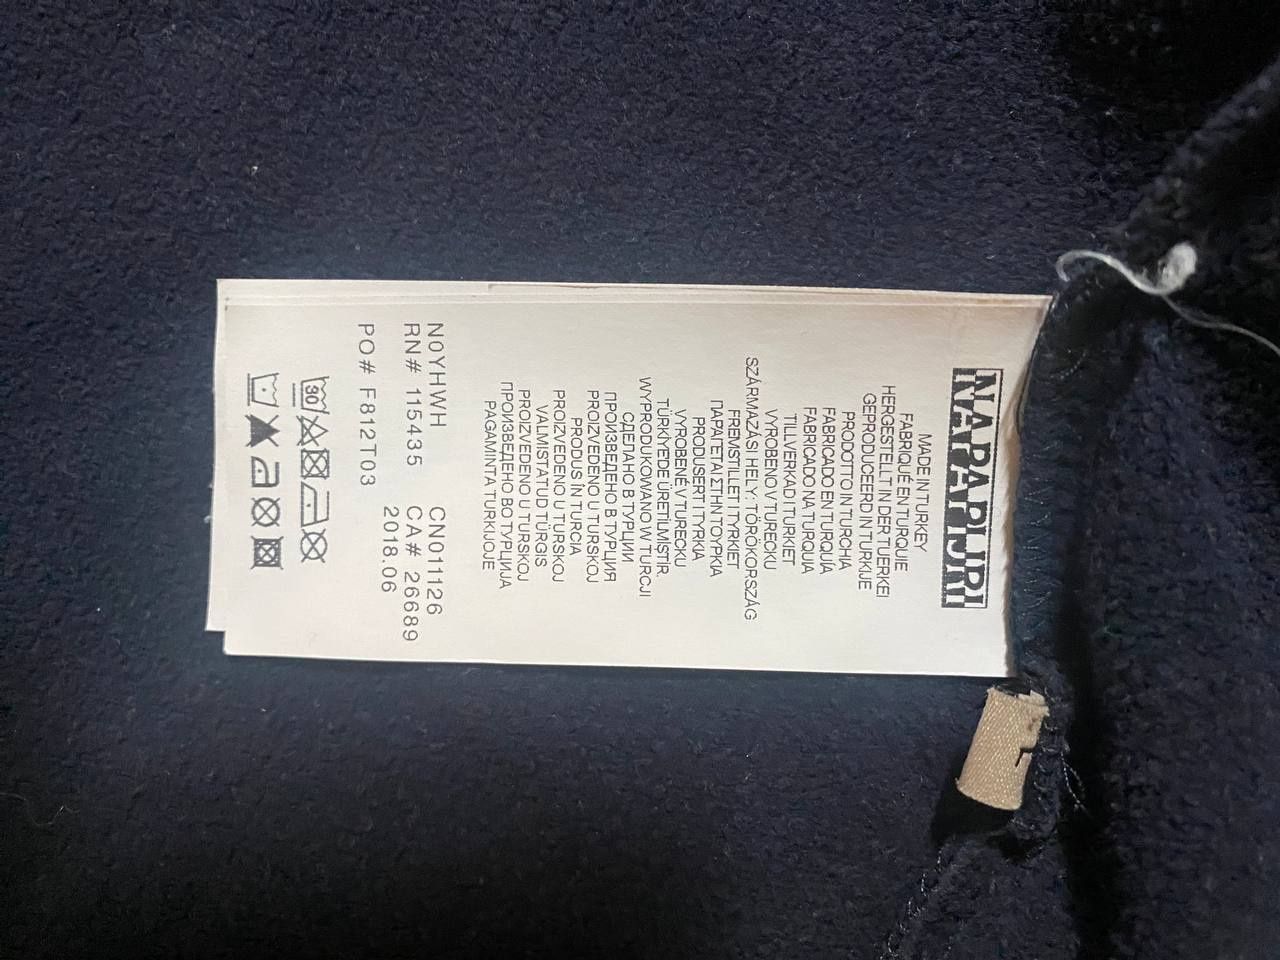 NAPAPIJRI
MADE IN TURKEY
FABRIQUÉ EN TURQUIE
HERGESTELLT IN DER TUERKEI
GEPRODUCEERD IN TURKIJE
PRODOTTO IN TURCHIA
FABRICADO EN TURQUÍA
FABRICADO NA TURQUIA
TILLVERKAD I TURKIET
VYROBENO V TURECKU
SZÁRMAZÁSI HELY: TÖRÖKORSZÁG
FREMSTILLET I TYRKIET
ΠΑΡΑΓΕΤΑΙ ΣΤΗΝ ΤΟΥΡΚΙΑ
PRODUSERT I TYRKIA
VYROBENÉ V TURECKU
TÜRKİYE'DE ÜRETİLMİŞTİR.
WYPRODUKOWANO W TURCJI
СДЕЛАНО В ТУРЦИИ
ПРОИЗВЕДЕНО В ТУРЦИЯ
PROIZVEDENO U TURSKOJ
PRODUS ÎN TURCIA
PROIZVEDENO U TURSKOJ
VALMISTATUD TÜRGIS
PROIZVEDENO U TURSKOJ
ПРОИЗВЕДЕНО ВО ТУРЦИЈА
PAGAMINTA TURKIJOJE
N0YHWH CN011126
RN# 115435 CA# 26689
2018.06
PO# F812T03
30